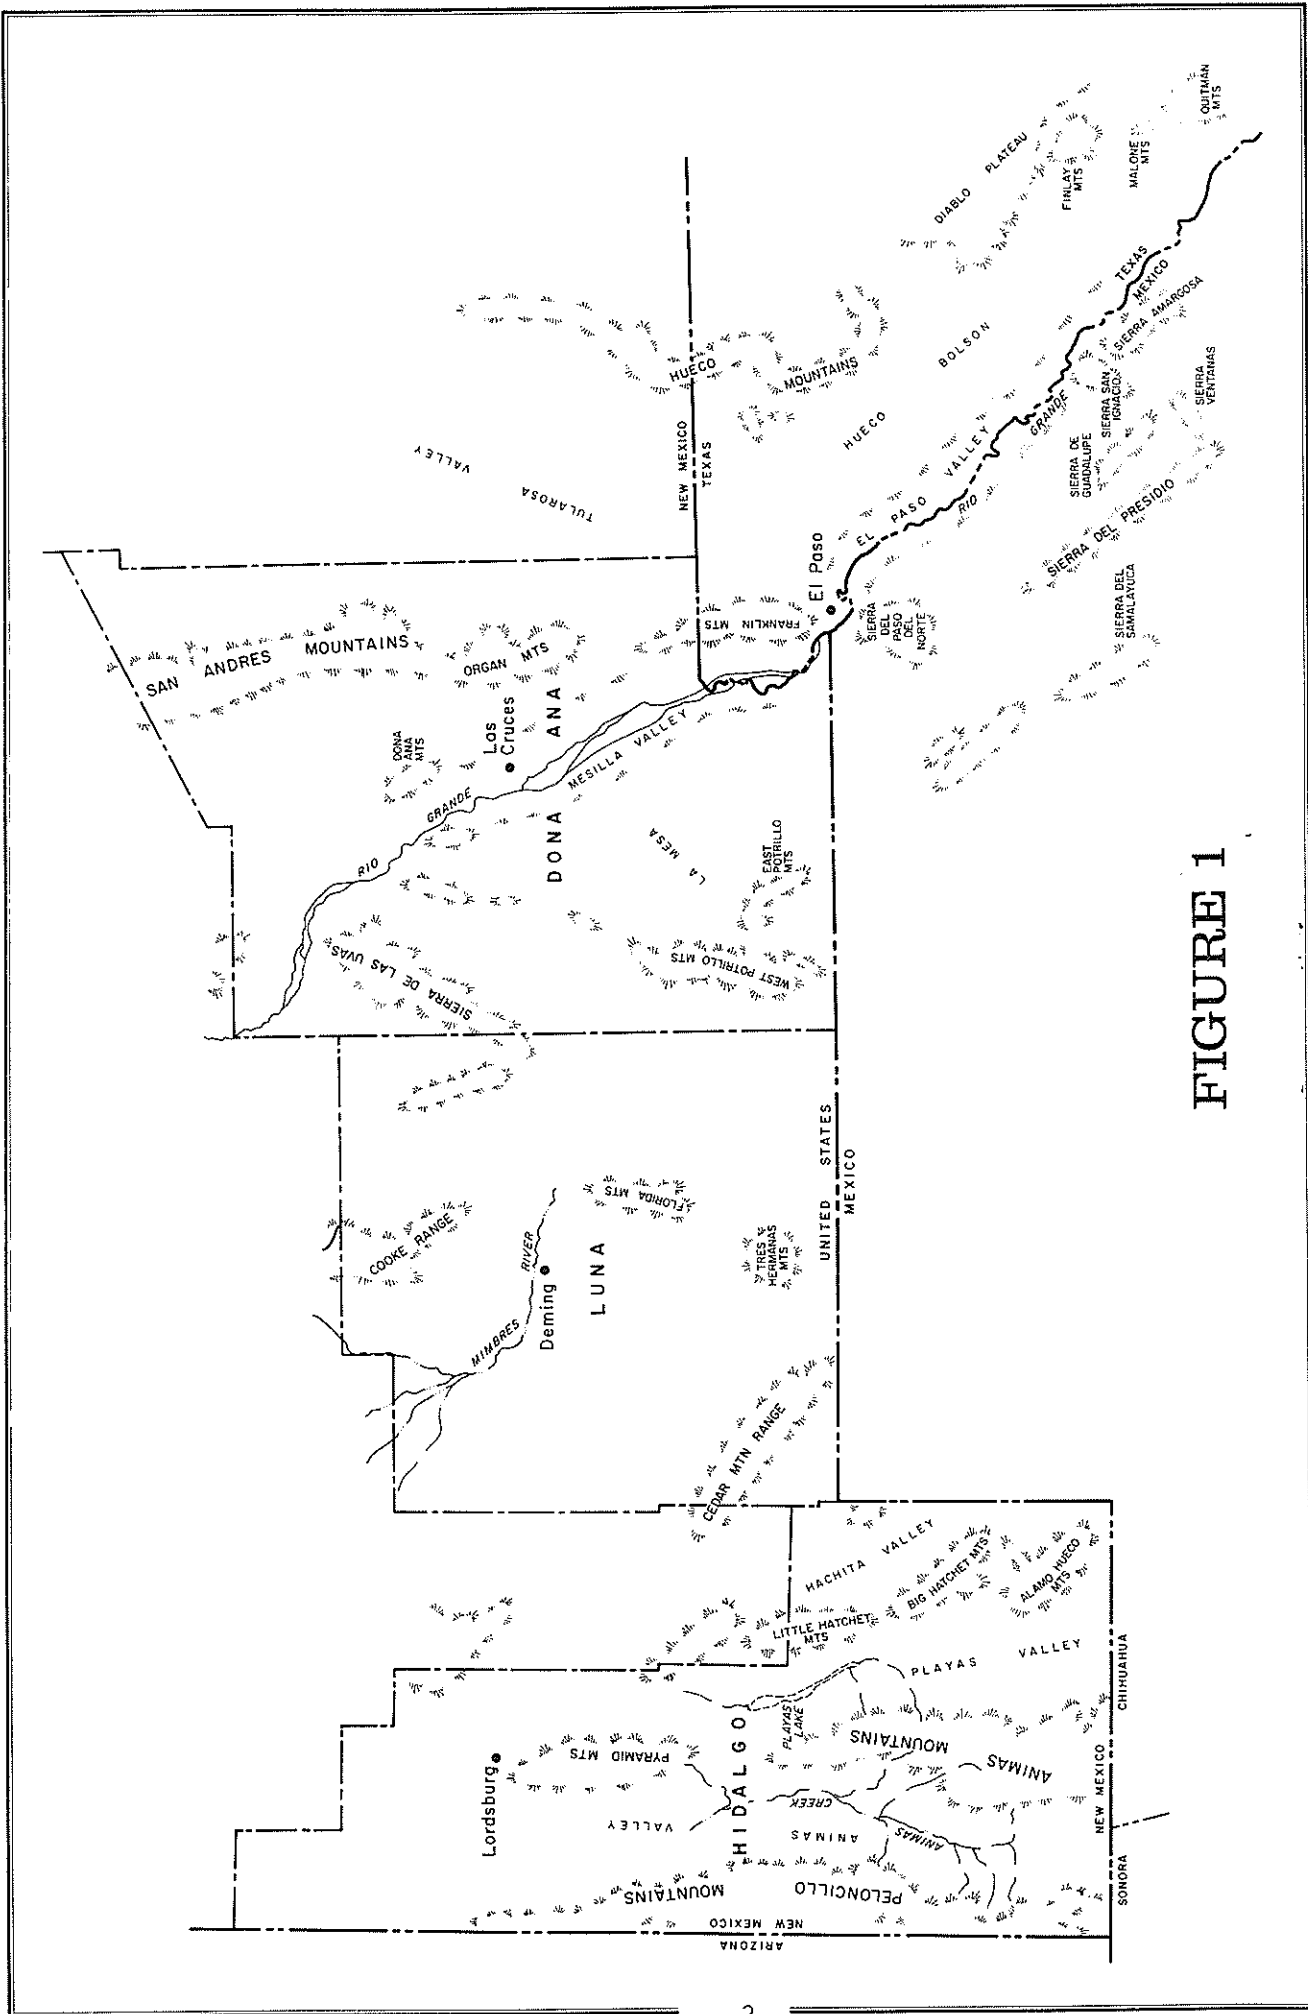 SAN ANDRES MOUNTAINS
ORGAN MTS
DONA
ANA
MTS
Las
Cruces
DONA ANA
RIO GRANDE
MESILLA VALLEY
LA MESA
SIERRA DE LAS UVAS
EAST
POTRILLO
MTS
WEST POTRILLO MTS
TULAROSA VALLEY
NEW MEXICO
TEXAS
HUECO MOUNTAINS
FRANKLIN MTS
El Paso
EL PASO VALLEY
RIO GRANDE
HUECO BOLSON
DIABLO PLATEAU
FINLAY
MTS
MALONE
MTS
QUITMAN
MTS
TEXAS
MEXICO
SIERRA AMARGOSA
SIERRA SAN
IGNACIO
SIERRA
VENTANAS
SIERRA DE
GUADALUPE
SIERRA DEL PRESIDIO
SIERRA DEL
SAMALAYUCA
SIERRA
DEL
PASO
DEL
NORTE
COOKE RANGE
MIMBRES RIVER
Deming
LUNA
FLORIDA MTS
TRES
HERMANAS
MTS
UNITED STATES
MEXICO
CEDAR MTN RANGE
HACHITA VALLEY
LITTLE HATCHET
MTS
BIG HATCHET MTS
ALAMO HUECO
MTS
PLAYAS VALLEY
PLAYAS
LAKE
Lordsburg
PYRAMID MTS
HIDALGO
ANIMAS MOUNTAINS
ANIMAS CREEK
ANIMAS VALLEY
PELONCILLO MOUNTAINS
ARIZONA
NEW MEXICO
NEW MEXICO
SONORA CHIHUAHUA
FIGURE 1